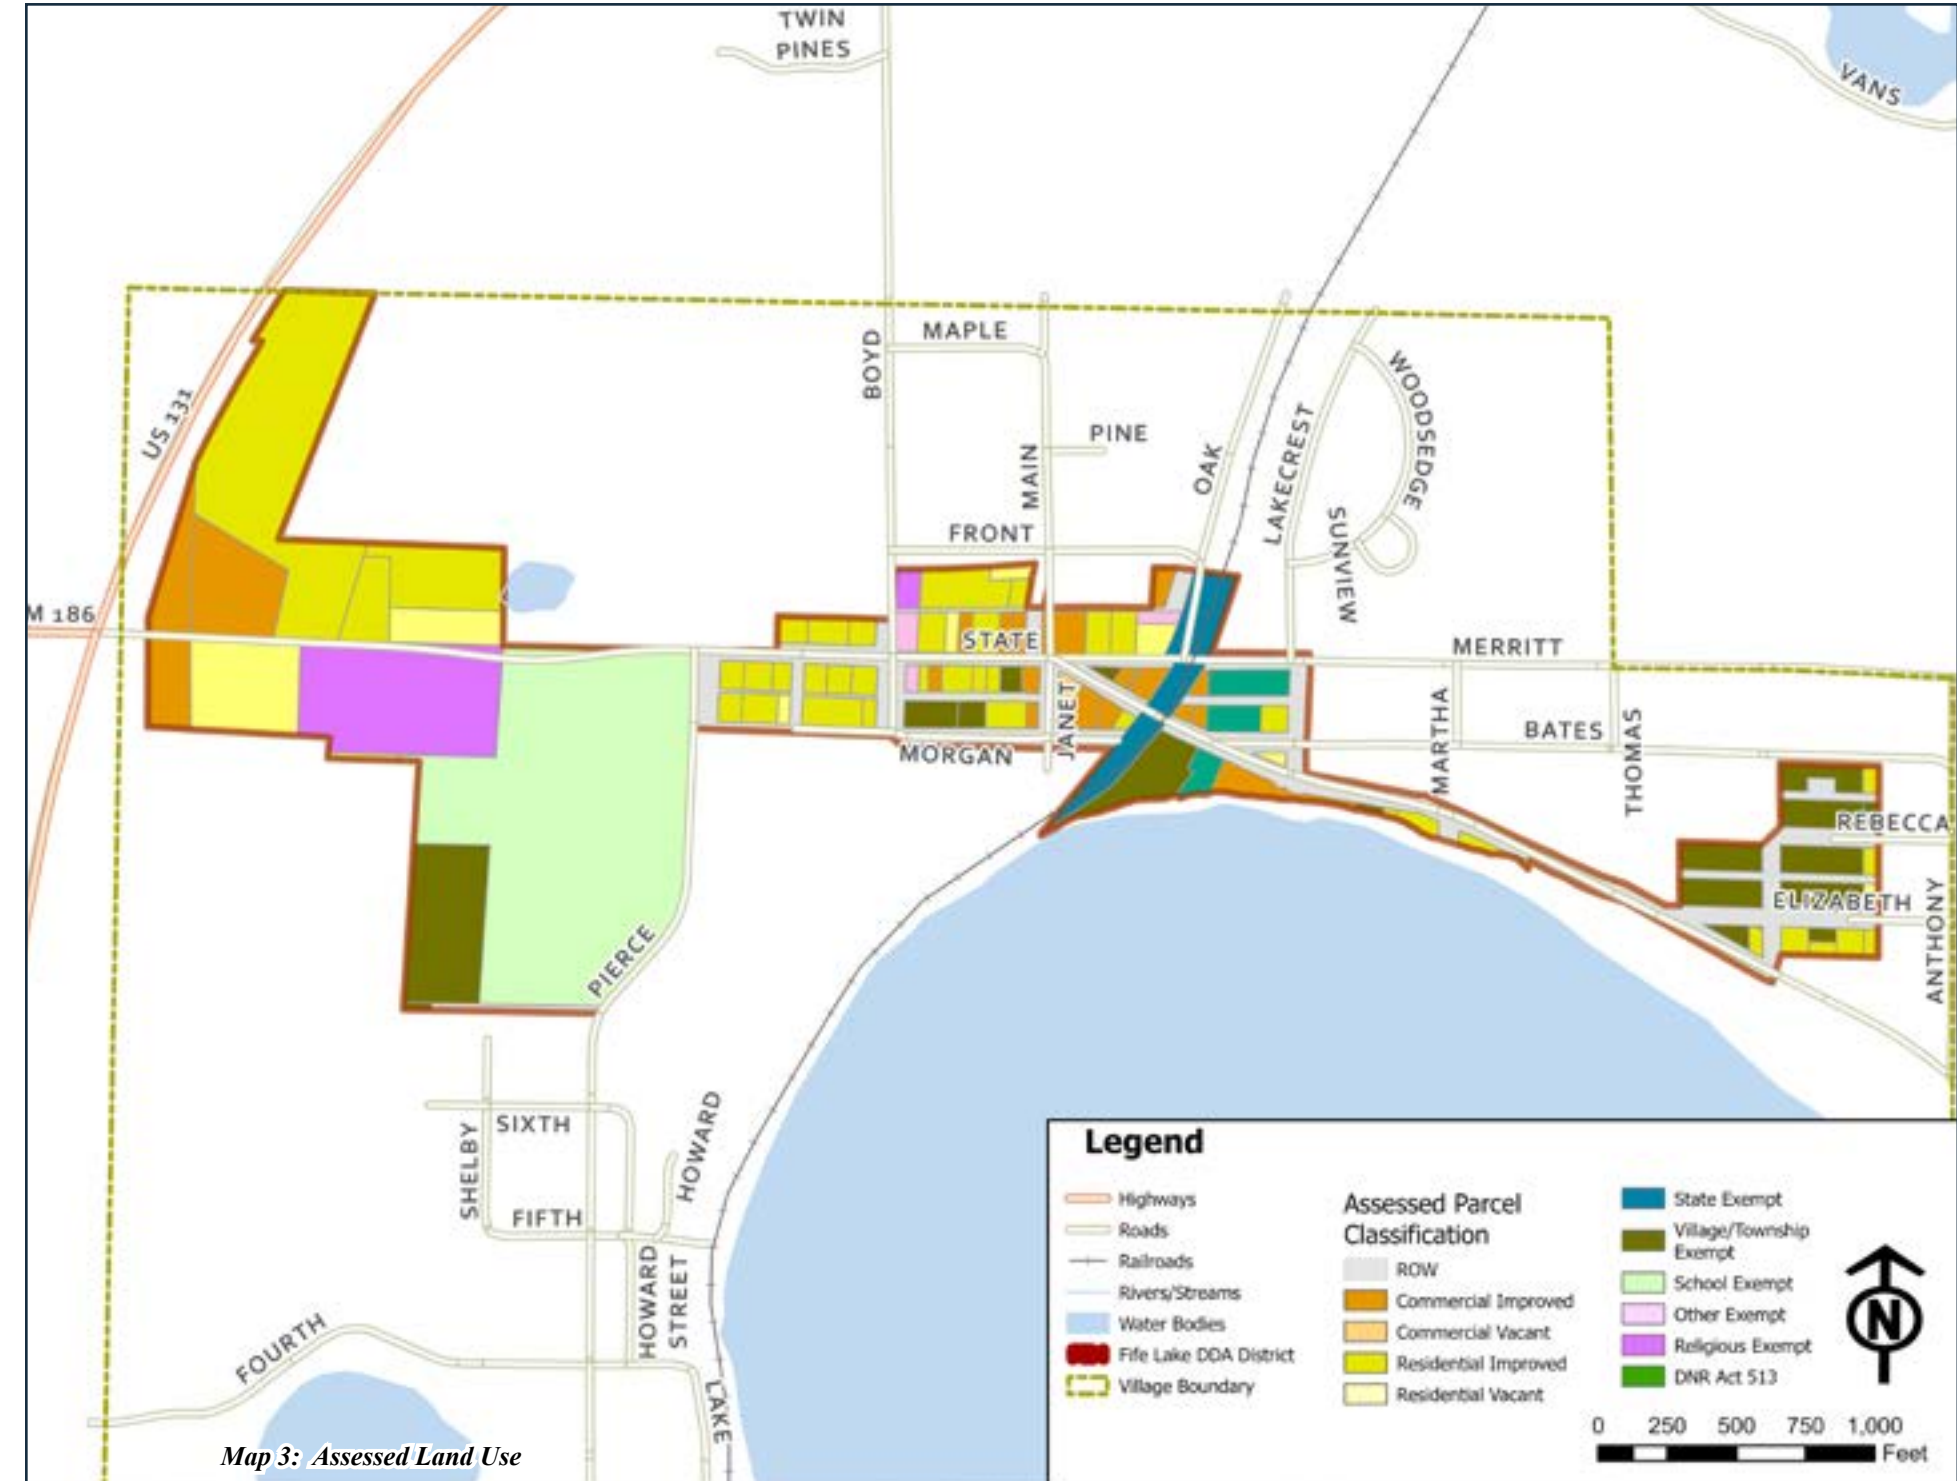 TWIN
PINES
VANS
BOYD
MAPLE
WOODSEDGE
US 131
PINE
MAIN
OAK
LAKECREST
SUNVIEW
FRONT
M 186
STATE
MERRITT
JANET
MORGAN
MARTHA
BATES
THOMAS
REBECCA
ELIZABETH
ANTHONY
PIERCE
SIXTH
SHELBY
HOWARD
FIFTH
HOWARD
STREET
FOURTH
LAKE
Map 3: Assessed Land Use
Legend
Highways
Roads
Railroads
Rivers/Streams
Water Bodies
Fife Lake DDA District
Village Boundary
Assessed Parcel
Classification
ROW
Commercial Improved
Commercial Vacant
Residential Improved
Residential Vacant
State Exempt
Village/Township
Exempt
School Exempt
Other Exempt
Religious Exempt
DNR Act 513
N
0 250 500 750 1,000
Feet